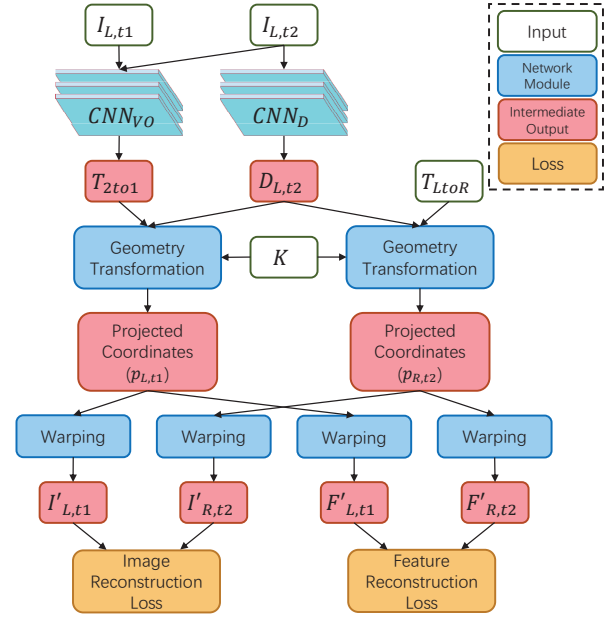 I_{L,t1}
I_{L,t2}
Input
Network
Module
Intermediate
Output
Loss
CNN_{VO}
CNN_D
T_{2to1}
D_{L,t2}
T_{LtoR}
Geometry
Transformation
K
Geometry
Transformation
Projected
Coordinates
(p_{L,t1})
Projected
Coordinates
(p_{R,t2})
Warping
Warping
Warping
Warping
I'_{L,t1}
I'_{R,t2}
F'_{L,t1}
F'_{R,t2}
Image
Reconstruction
Loss
Feature
Reconstruction
Loss